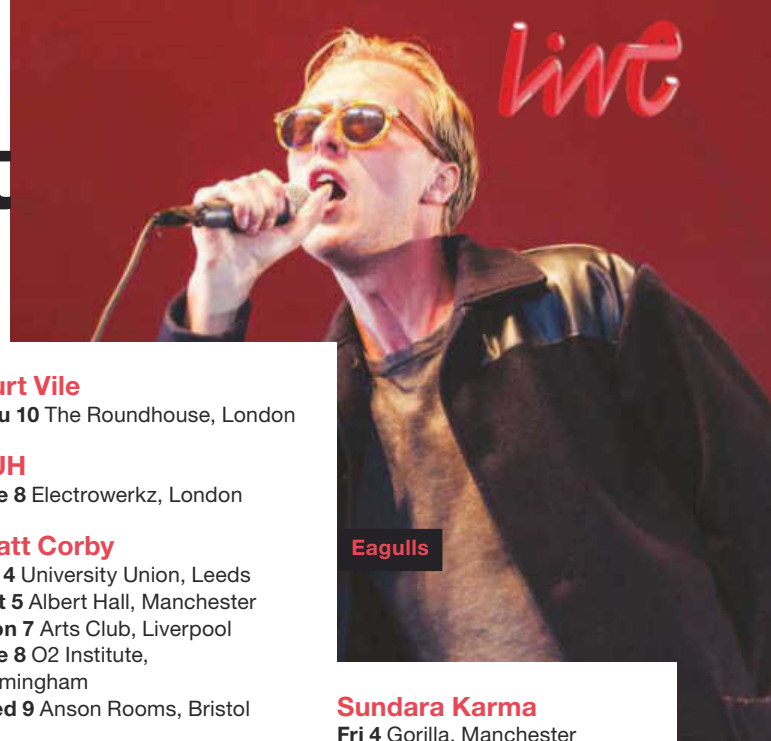 live
urt Vile
u 10 The Roundhouse, London
UH
e 8 Electrowerkz, London
att Corby
4 University Union, Leeds
t 5 Albert Hall, Manchester
on 7 Arts Club, Liverpool
e 8 O2 Institute,
mingham
ed 9 Anson Rooms, Bristol
Eagulls
Sundara Karma
Fri 4 Gorilla, Manchester